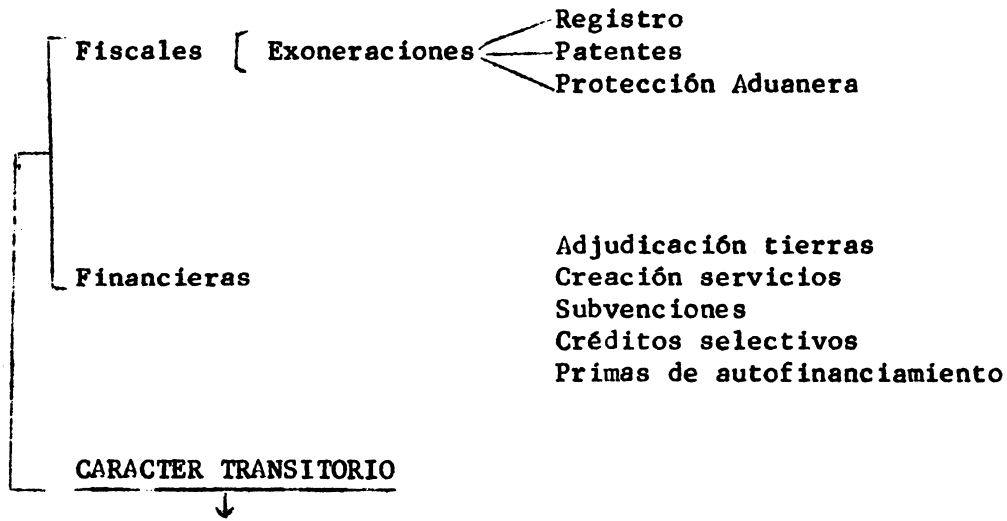 Registro
Fiscales [ Exoneraciones Patentes
Protección Aduanera
Adjudicación tierras
Financieras Creación servicios
Subvenciones
Créditos selectivos
Primas de autofinanciamiento
CARACTER TRANSITORIO